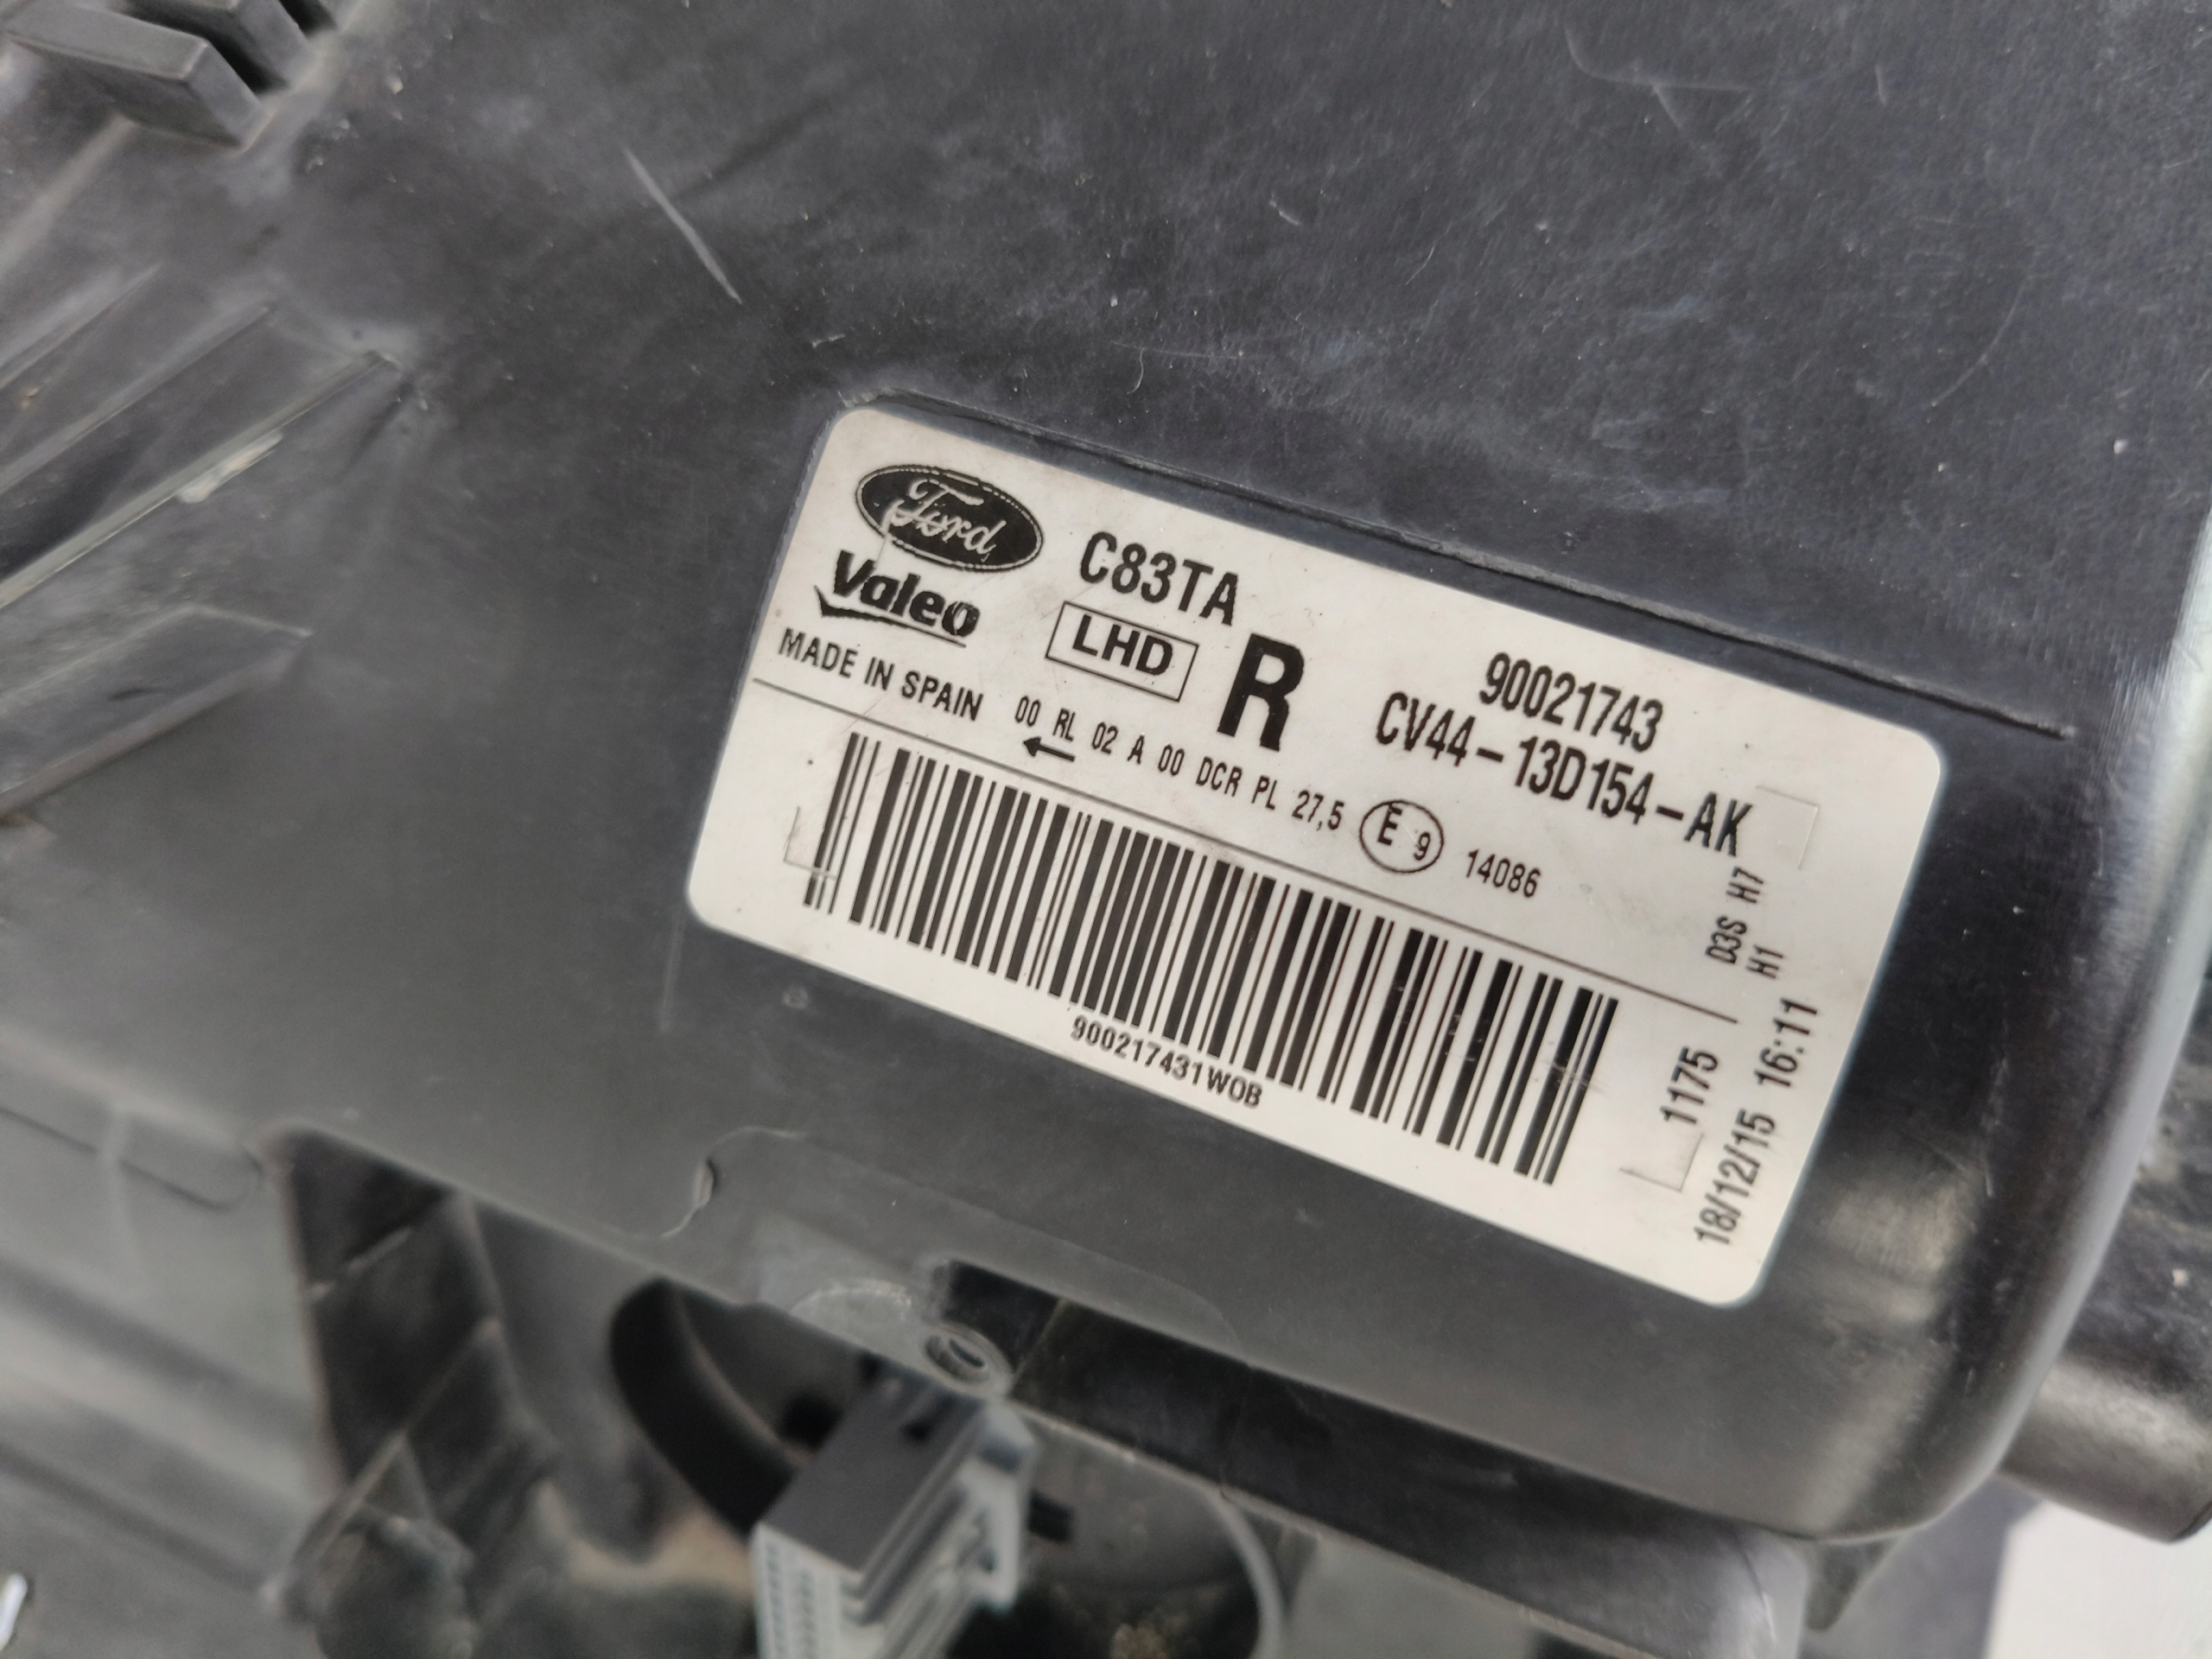 Ford
C83TA
Valeo
LHD
R
90021743
CV44-13D154-AK
MADE IN SPAIN
00 RL 02 A 00 DCR PL 27,5 E 9 14086
D3S H7
H1
900217431WOB
1175
18/12/15 16:11